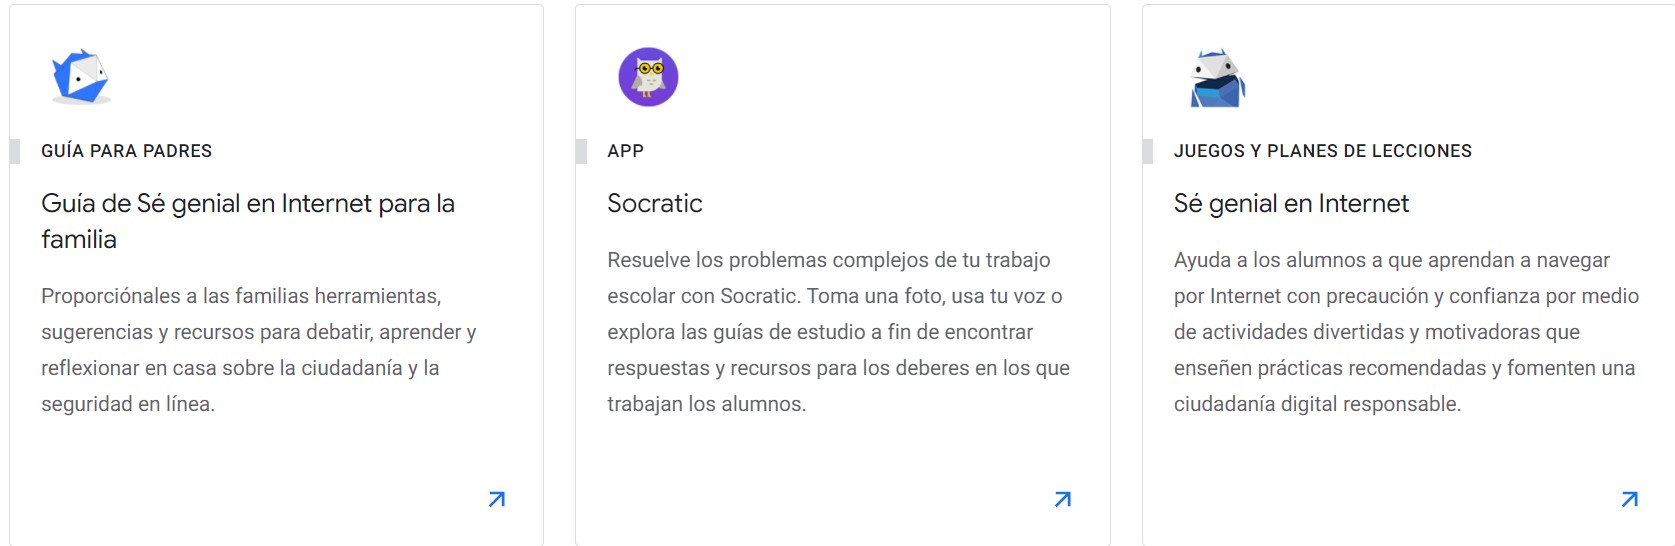 GUÍA PARA PADRES
Guía de Sé genial en Internet para la
familia
Proporciónales a las familias herramientas,
sugerencias y recursos para debatir, aprender y
reflexionar en casa sobre la ciudadanía y la
seguridad en línea.
APP
Socratic
Resuelve los problemas complejos de tu trabajo
escolar con Socratic. Toma una foto, usa tu voz o
explora las guías de estudio a fin de encontrar
respuestas y recursos para los deberes en los que
trabajan los alumnos.
JUEGOS Y PLANES DE LECCIONES
Sé genial en Internet
Ayuda a los alumnos a que aprendan a navegar
por Internet con precaución y confianza por medio
de actividades divertidas y motivadoras que
enseñen prácticas recomendadas y fomenten una
ciudadanía digital responsable.